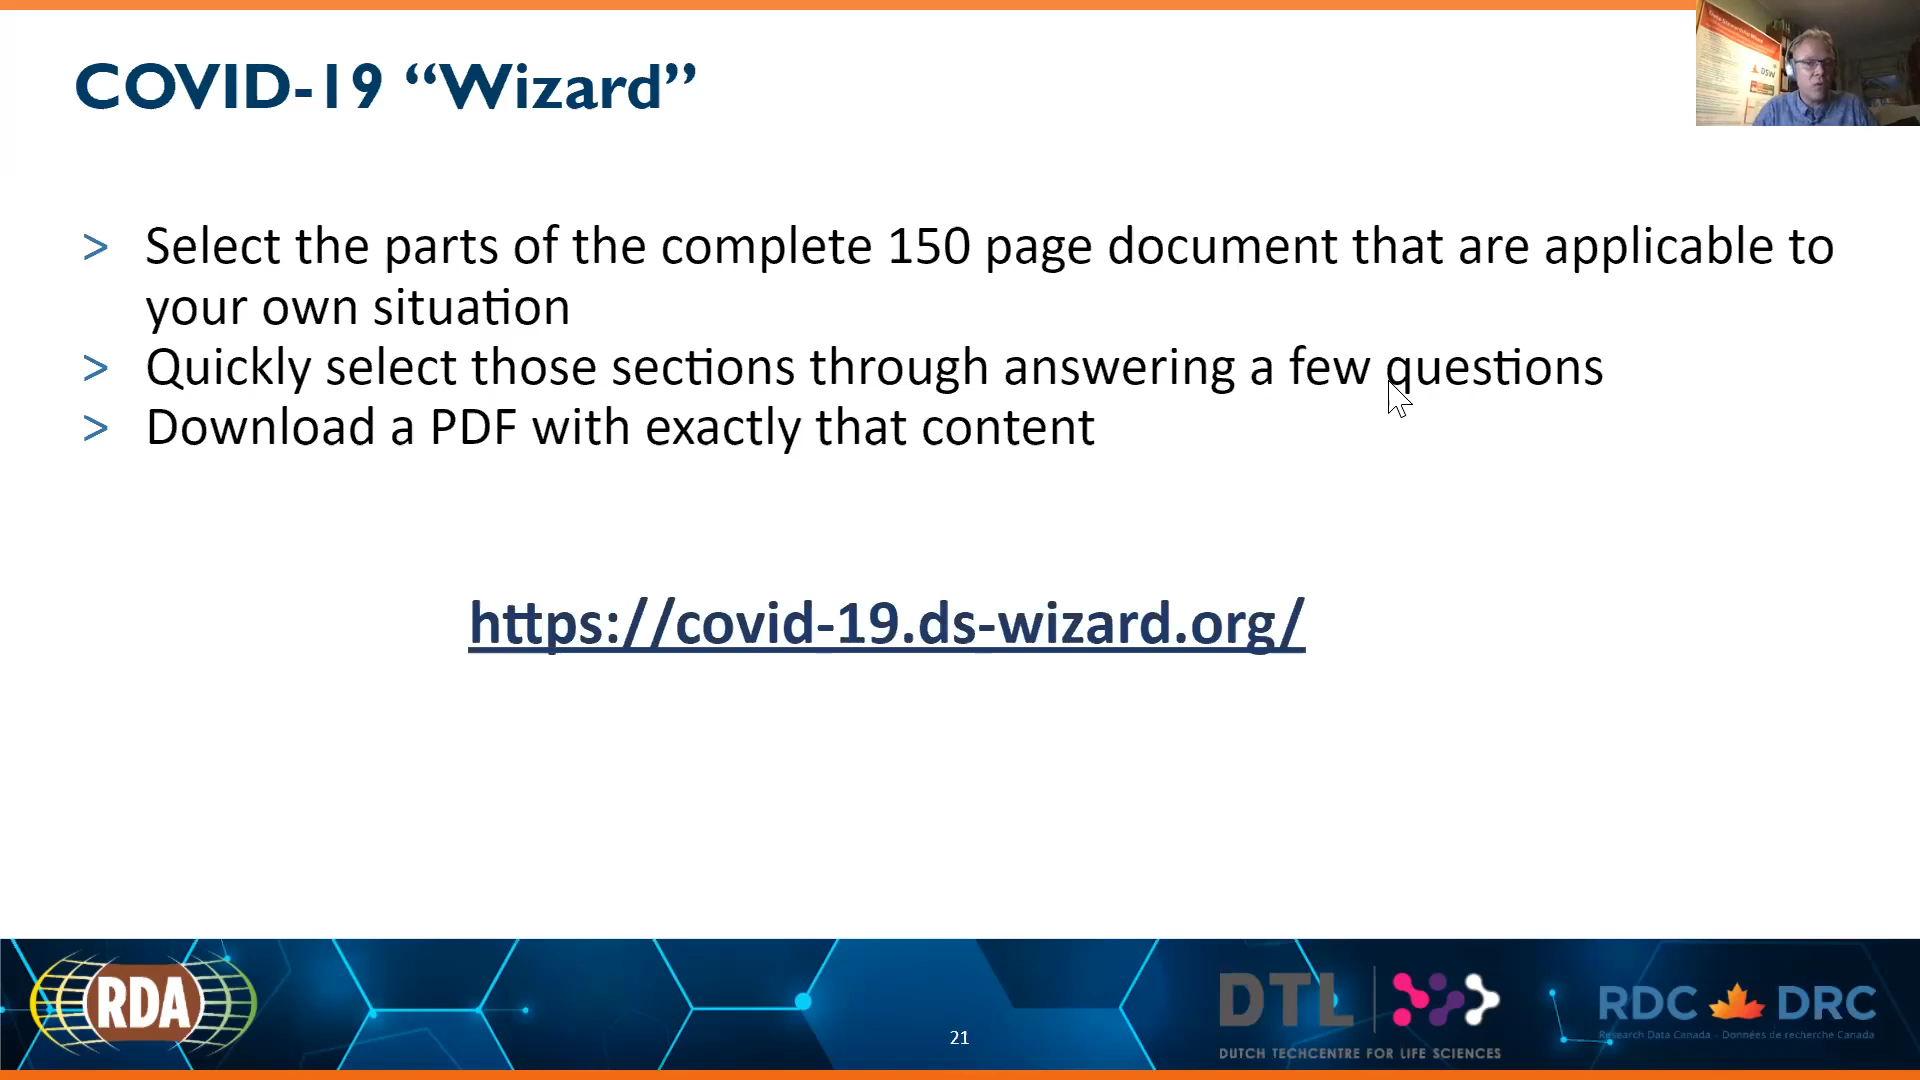 COVID-19 “Wizard”
DSW
> Select the parts of the complete 150 page document that are applicable to
your own situation
> Quickly select those sections through answering a few questions
> Download a PDF with exactly that content
https://covid-19.ds-wizard.org/
RDA
21
DTL
DUTCH TECHCENTRE FOR LIFE SCIENCES
RDC DRC
Research Data Canada - Données de recherche Canada